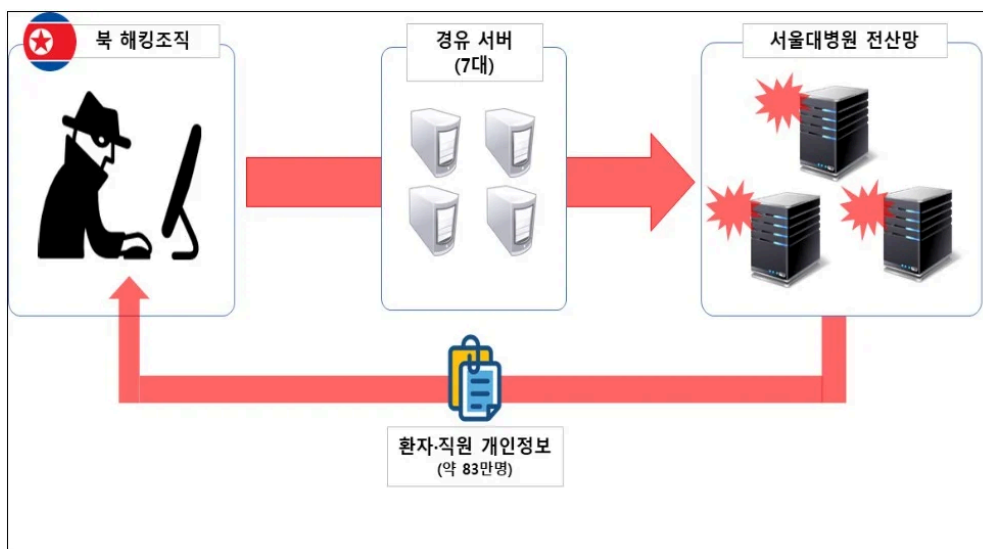 북 해킹조직
경유 서버
(7대)
서울대병원 전산망
환자·직원 개인정보
(약 83만명)